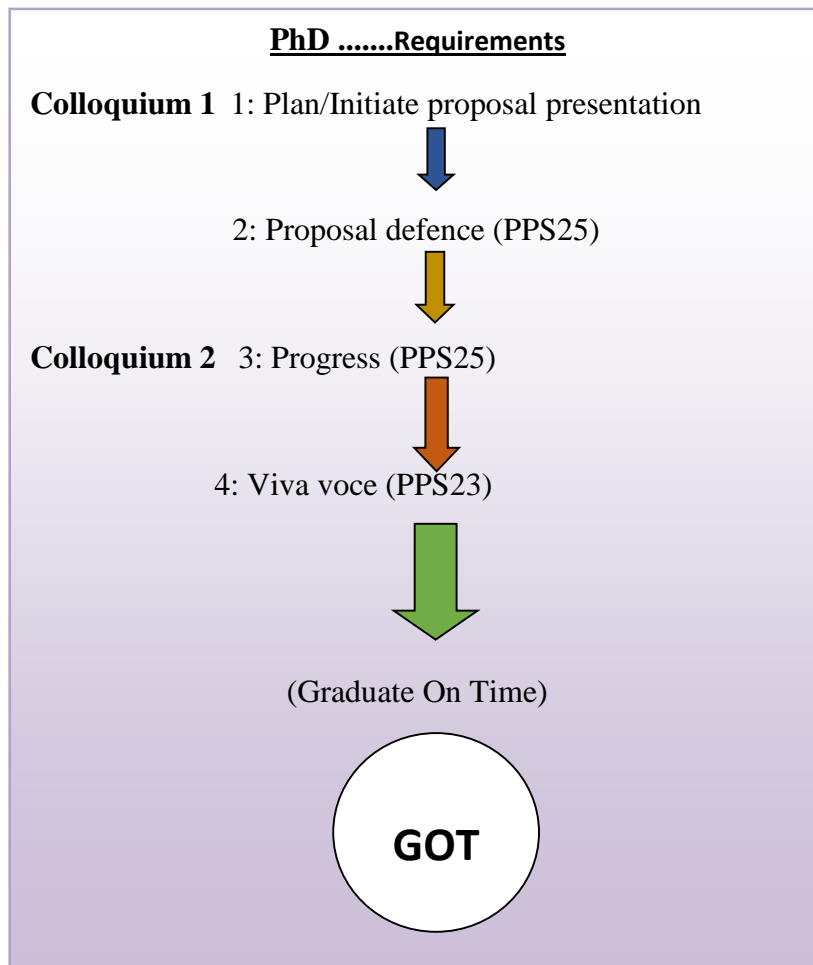 PhD .......Requirements
Colloquium 1 1: Plan/Initiate proposal presentation
2: Proposal defence (PPS25)
Colloquium 2 3: Progress (PPS25)
4: Viva voce (PPS23)
(Graduate On Time)
GOT